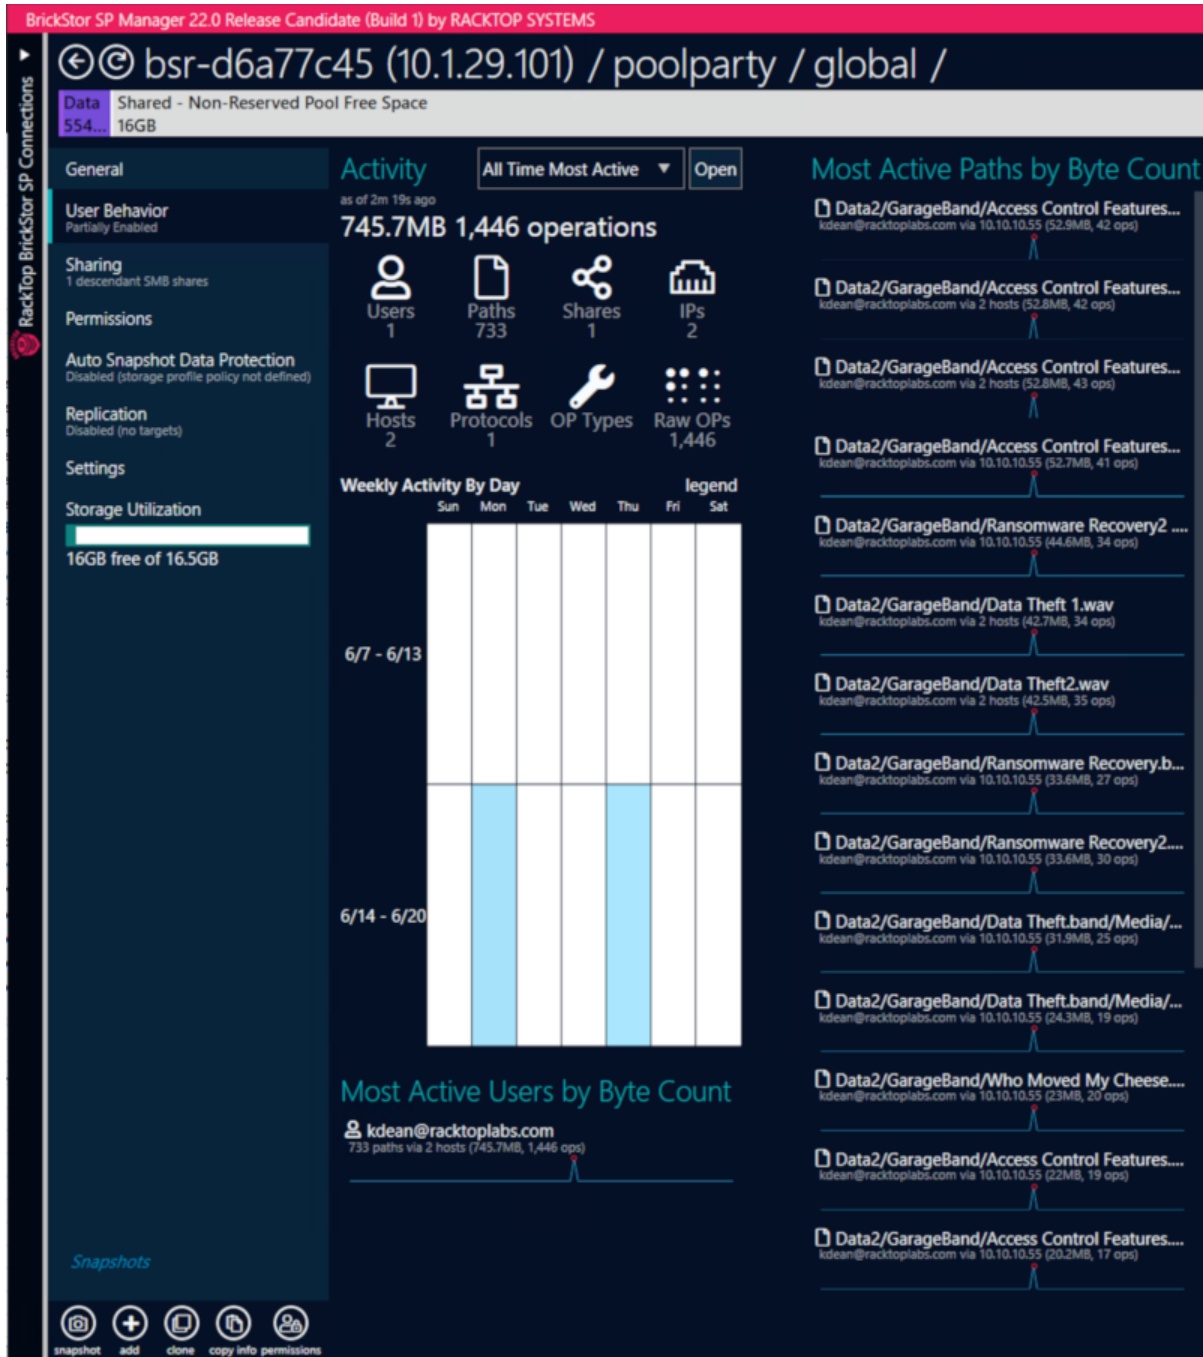 BrickStor SP Manager 22.0 Release Candidate (Build 1) by RACKTOP SYSTEMS
RackTop BrickStor SP Connections
bsr-d6a77c45 (10.1.29.101) / poolparty / global /
Data
554...
Shared - Non-Reserved Pool Free Space
16GB
General
User Behavior
Partially Enabled
Sharing
1 descendant SMB shares
Permissions
Auto Snapshot Data Protection
Disabled (storage profile policy not defined)
Replication
Disabled (no targets)
Settings
Storage Utilization
16GB free of 16.5GB
Snapshots
snapshot add clone copy info permissions
Activity
All Time Most Active
Open
as of 2m 19s ago
745.7MB 1,446 operations
Users Paths Shares IPs
1 733 1 2
Hosts Protocols OP Types Raw OPs
2 1 1,446
Weekly Activity By Day legend
Sun Mon Tue Wed Thu Fri Sat
6/7 - 6/13
6/14 - 6/20
Most Active Users by Byte Count
kdean@racktoplabs.com
733 paths via 2 hosts (745.7MB, 1,446 ops)
Most Active Paths by Byte Count
Data2/GarageBand/Access Control Features...
kdean@racktoplabs.com via 10.10.10.55 (52.9MB, 42 ops)
Data2/GarageBand/Access Control Features...
kdean@racktoplabs.com via 2 hosts (52.8MB, 42 ops)
Data2/GarageBand/Access Control Features...
kdean@racktoplabs.com via 2 hosts (52.8MB, 43 ops)
Data2/GarageBand/Access Control Features...
kdean@racktoplabs.com via 10.10.10.55 (52.7MB, 41 ops)
Data2/GarageBand/Ransomware Recovery2 ....
kdean@racktoplabs.com via 10.10.10.55 (44.6MB, 34 ops)
Data2/GarageBand/Data Theft 1.wav
kdean@racktoplabs.com via 2 hosts (42.7MB, 34 ops)
Data2/GarageBand/Data Theft2.wav
kdean@racktoplabs.com via 2 hosts (42.5MB, 35 ops)
Data2/GarageBand/Ransomware Recovery.b...
kdean@racktoplabs.com via 10.10.10.55 (33.6MB, 27 ops)
Data2/GarageBand/Ransomware Recovery2....
kdean@racktoplabs.com via 10.10.10.55 (33.6MB, 30 ops)
Data2/GarageBand/Data Theft.band/Media/...
kdean@racktoplabs.com via 10.10.10.55 (31.9MB, 25 ops)
Data2/GarageBand/Data Theft.band/Media/...
kdean@racktoplabs.com via 10.10.10.55 (24.3MB, 19 ops)
Data2/GarageBand/Who Moved My Cheese....
kdean@racktoplabs.com via 10.10.10.55 (23MB, 20 ops)
Data2/GarageBand/Access Control Features....
kdean@racktoplabs.com via 10.10.10.55 (22MB, 19 ops)
Data2/GarageBand/Access Control Features....
kdean@racktoplabs.com via 10.10.10.55 (20.2MB, 17 ops)